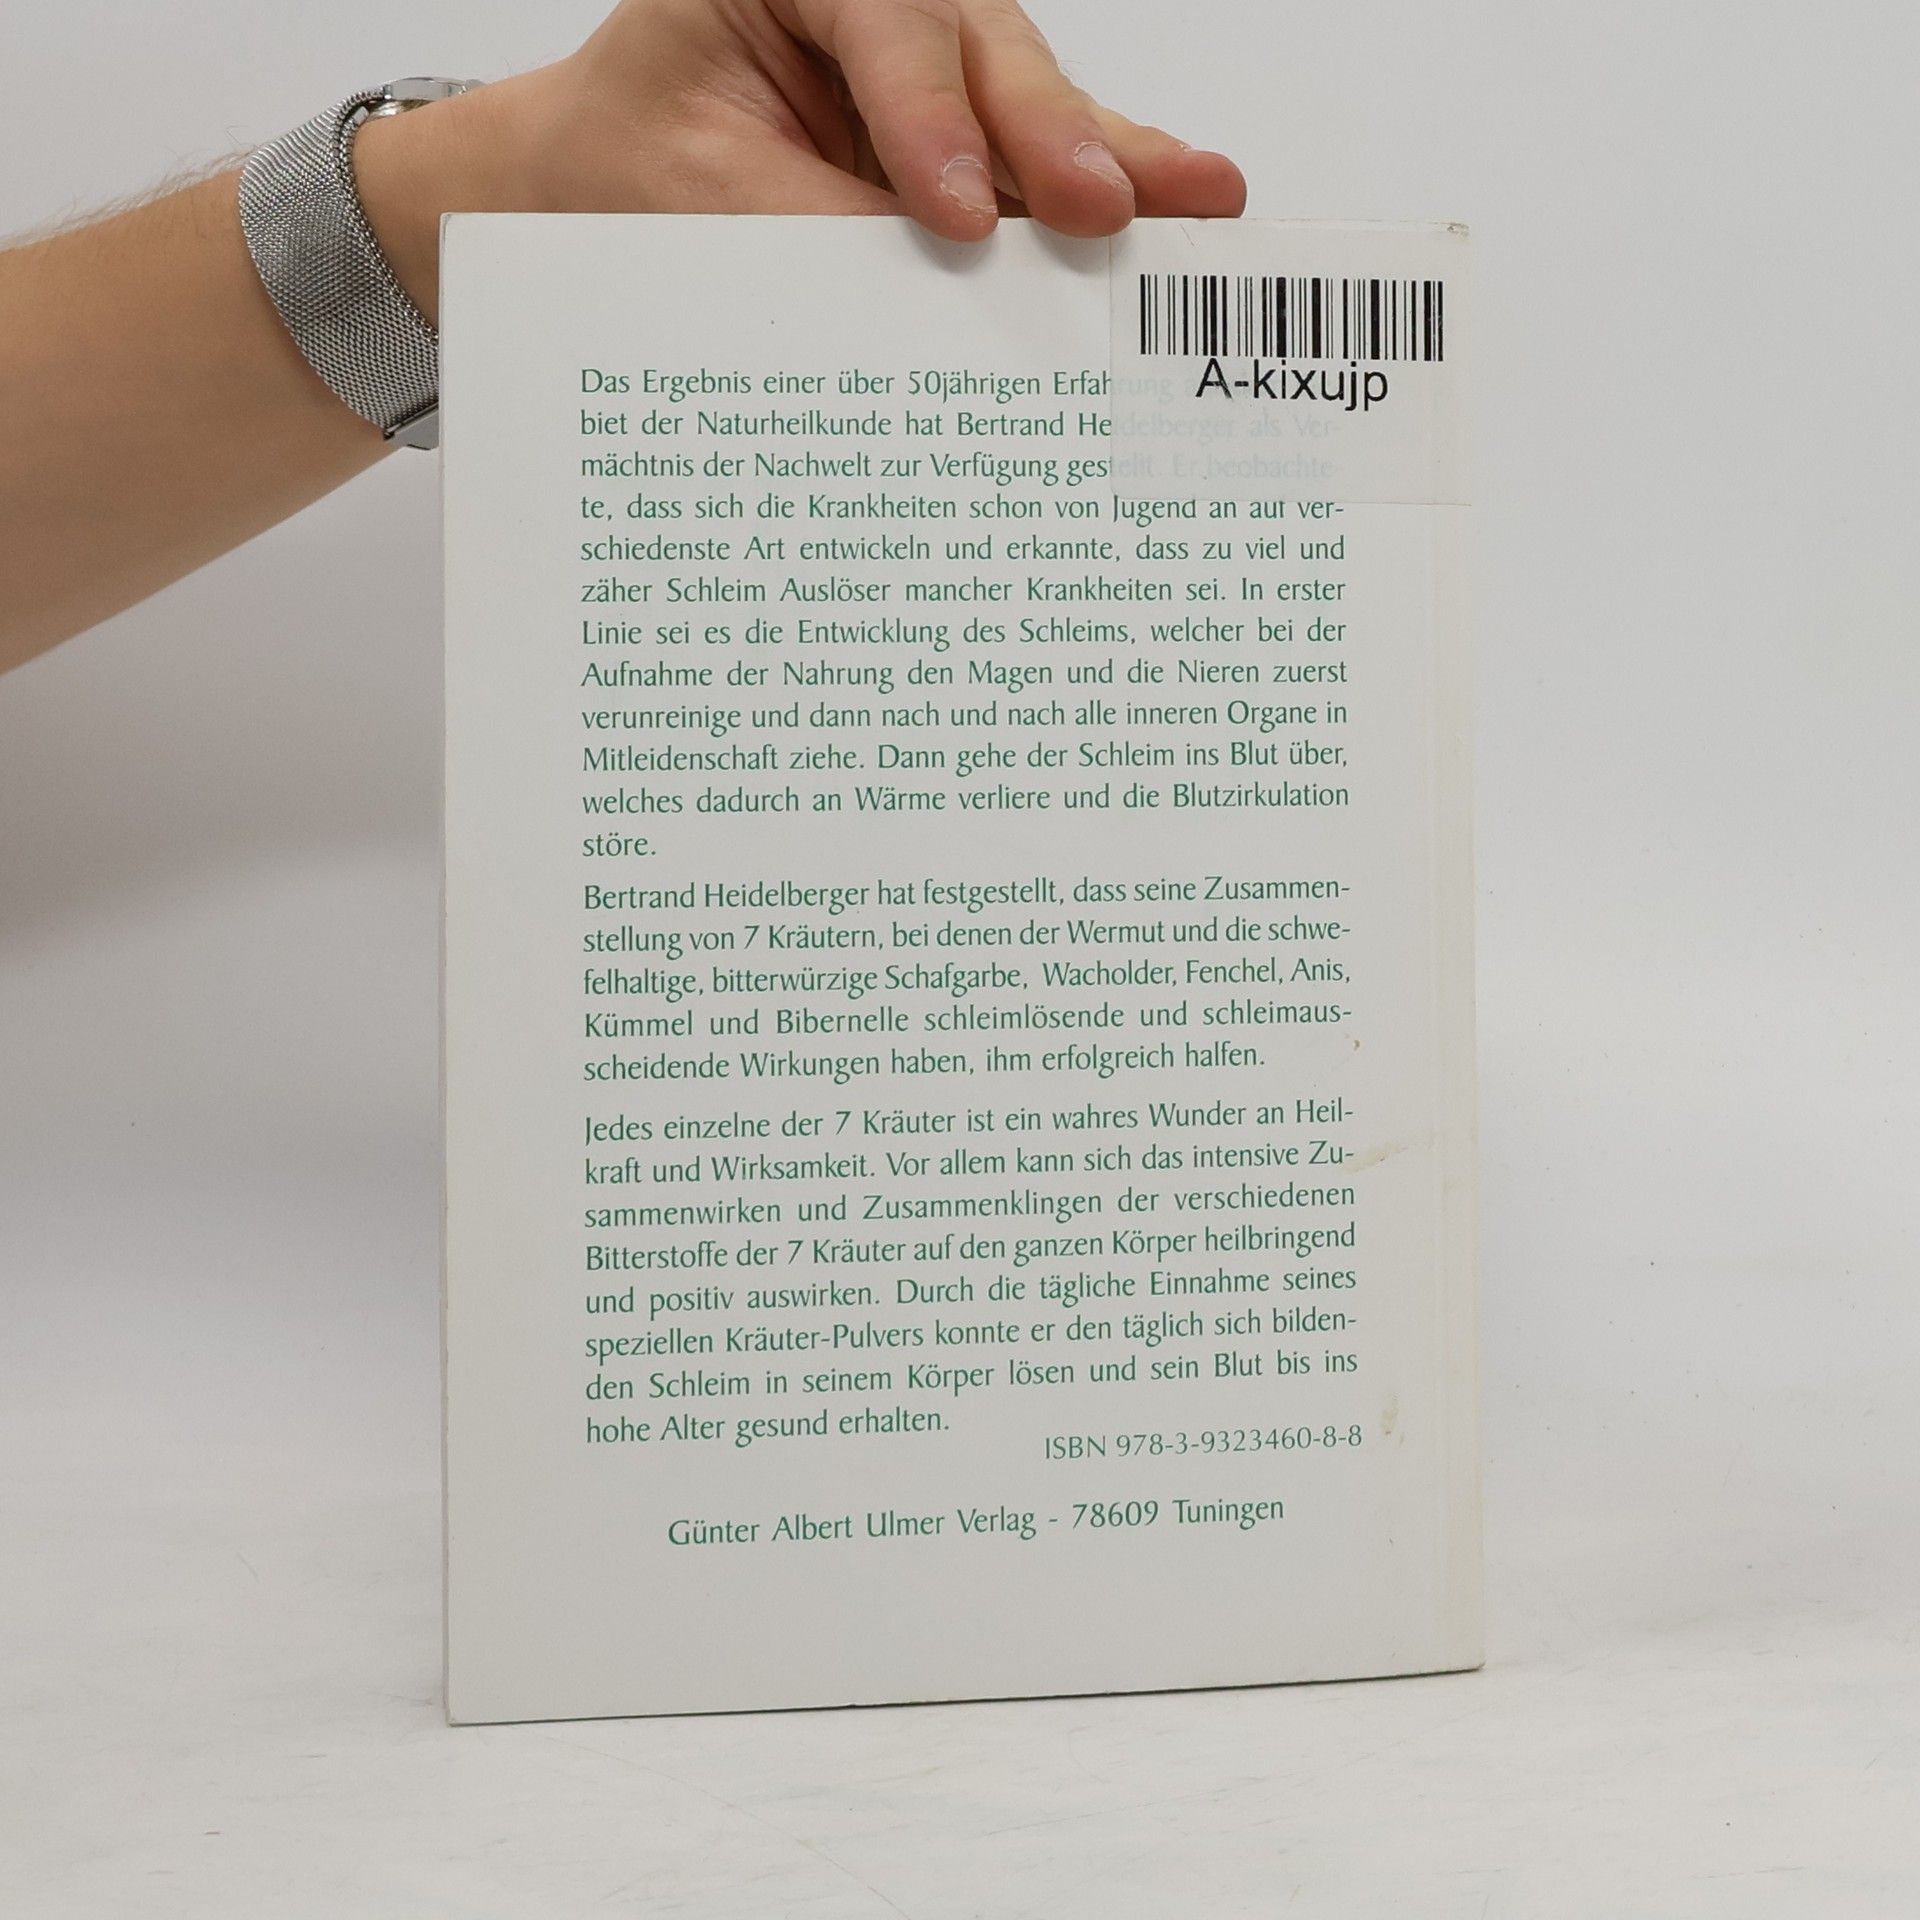 A-kixujp
Das Ergebnis einer über 50jährigen Erfahrung
biet der Naturheilkunde hat Bertrand Heidelberger als Ver-
mächtnis der Nachwelt zur Verfügung gestellt. Er beobachte-
te, dass sich die Krankheiten schon von Jugend an auf ver-
schiedenste Art entwickeln und erkannte, dass zu viel und
zäher Schleim Auslöser mancher Krankheiten sei. In erster
Linie sei es die Entwicklung des Schleims, welcher bei der
Aufnahme der Nahrung den Magen und die Nieren zuerst
verunreinige und dann nach und nach alle inneren Organe in
Mitleidenschaft ziehe. Dann gehe der Schleim ins Blut über,
welches dadurch an Wärme verliere und die Blutzirkulation
störe.
Bertrand Heidelberger hat festgestellt, dass seine Zusammen-
stellung von 7 Kräutern, bei denen der Wermut und die schwe-
felhaltige, bitterwürzige Schafgarbe, Wacholder, Fenchel, Anis,
Kümmel und Bibernelle schleimlösende und schleimaus-
scheidende Wirkungen haben, ihm erfolgreich halfen.
Jedes einzelne der 7 Kräuter ist ein wahres Wunder an Heil-
kraft und Wirksamkeit. Vor allem kann sich das intensive Zu-
sammenwirken und Zusammenklingen der verschiedenen
Bitterstoffe der 7 Kräuter auf den ganzen Körper heilbringend
und positiv auswirken. Durch die tägliche Einnahme seines
speziellen Kräuter-Pulvers konnte er den täglich sich bilden-
den Schleim in seinem Körper lösen und sein Blut bis ins
hohe Alter gesund erhalten.
ISBN 978-3-9323460-8-8
Günter Albert Ulmer Verlag - 78609 Tuningen